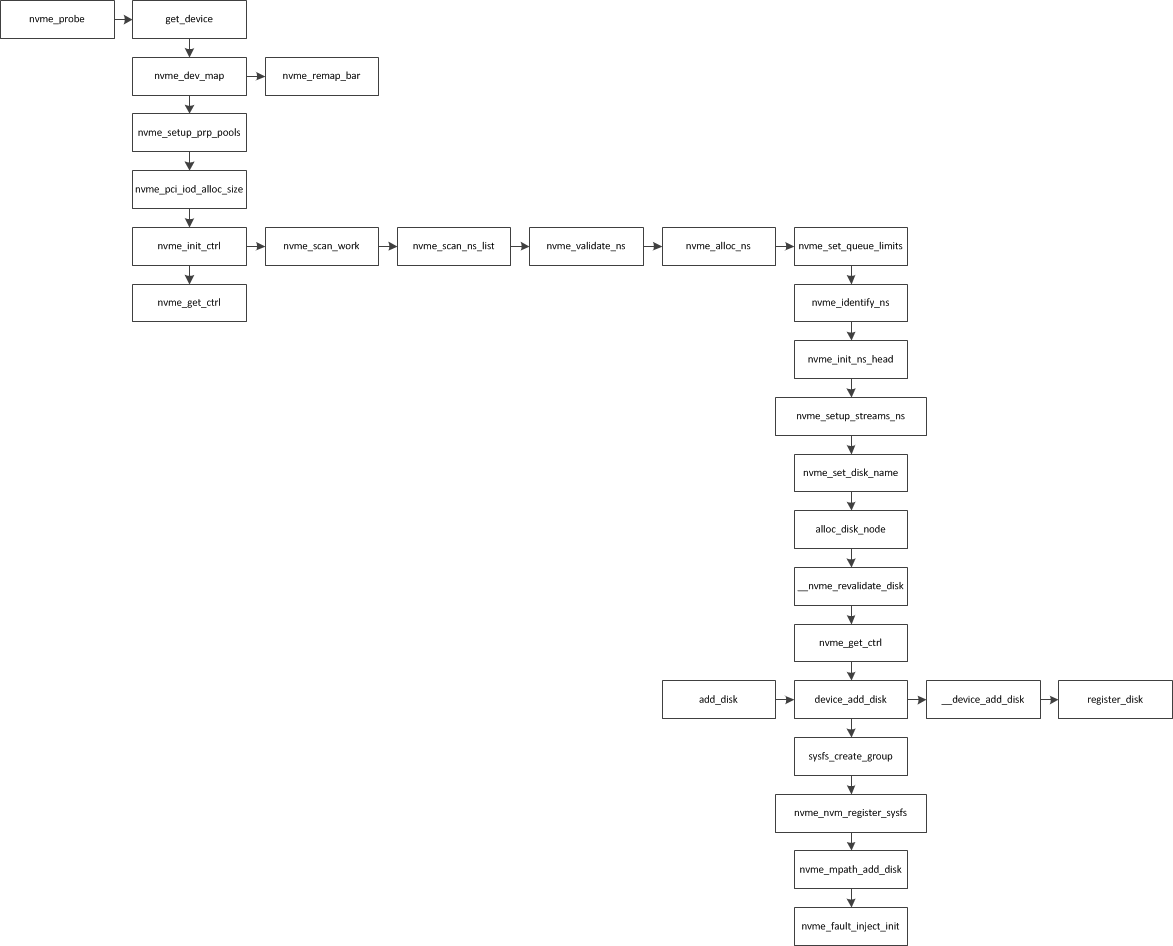 nvme_probe
get_device
nvme_dev_map
nvme_remap_bar
nvme_setup_prp_pools
nvme_pci_iod_alloc_size
nvme_init_ctrl
nvme_scan_work
nvme_scan_ns_list
nvme_validate_ns
nvme_alloc_ns
nvme_set_queue_limits
nvme_get_ctrl
nvme_identify_ns
nvme_init_ns_head
nvme_setup_streams_ns
nvme_set_disk_name
alloc_disk_node
__nvme_revalidate_disk
nvme_get_ctrl
add_disk
device_add_disk
__device_add_disk
register_disk
sysfs_create_group
nvme_nvm_register_sysfs
nvme_mpath_add_disk
nvme_fault_inject_init